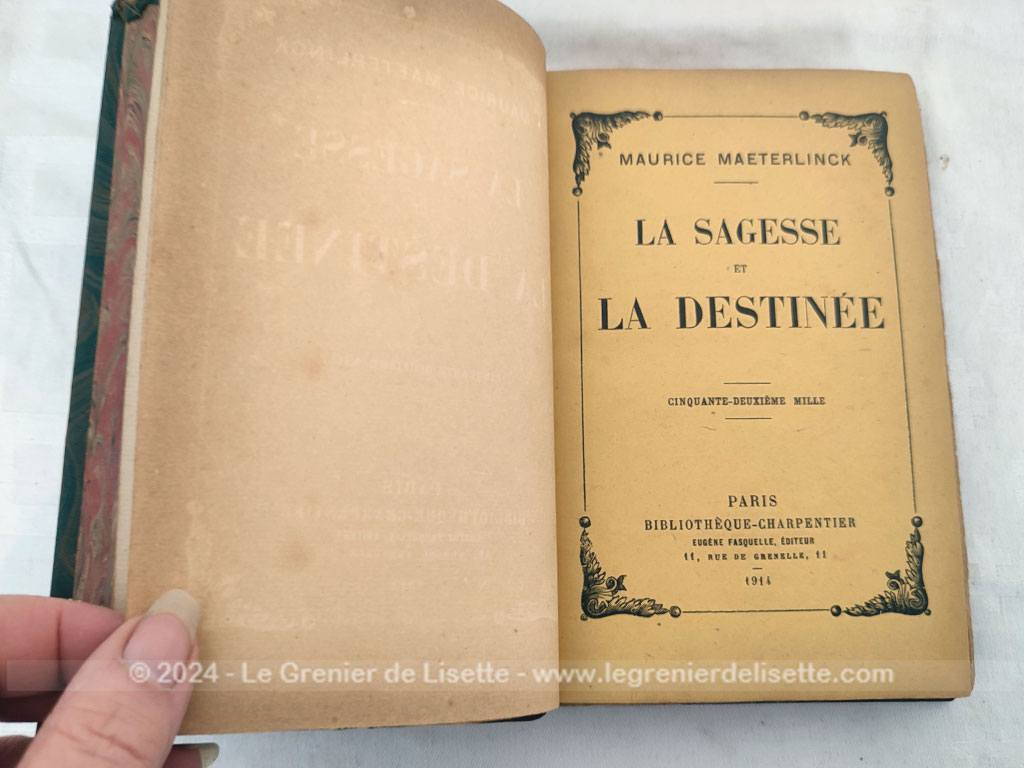 MAURICE MAETERLINCK
LA SAGESSE
ET
LA DESTINÉE
CINQUANTE-DEUXIÈME MILLE
PARIS
BIBLIOTHÈQUE-CHARPENTIER
EUGÈNE FASQUELLE, ÉDITEUR
11, RUE DE GRENELLE, 11
1914
© 2024 - Le Grenier de Lisette - www.legrenierdelisette.com